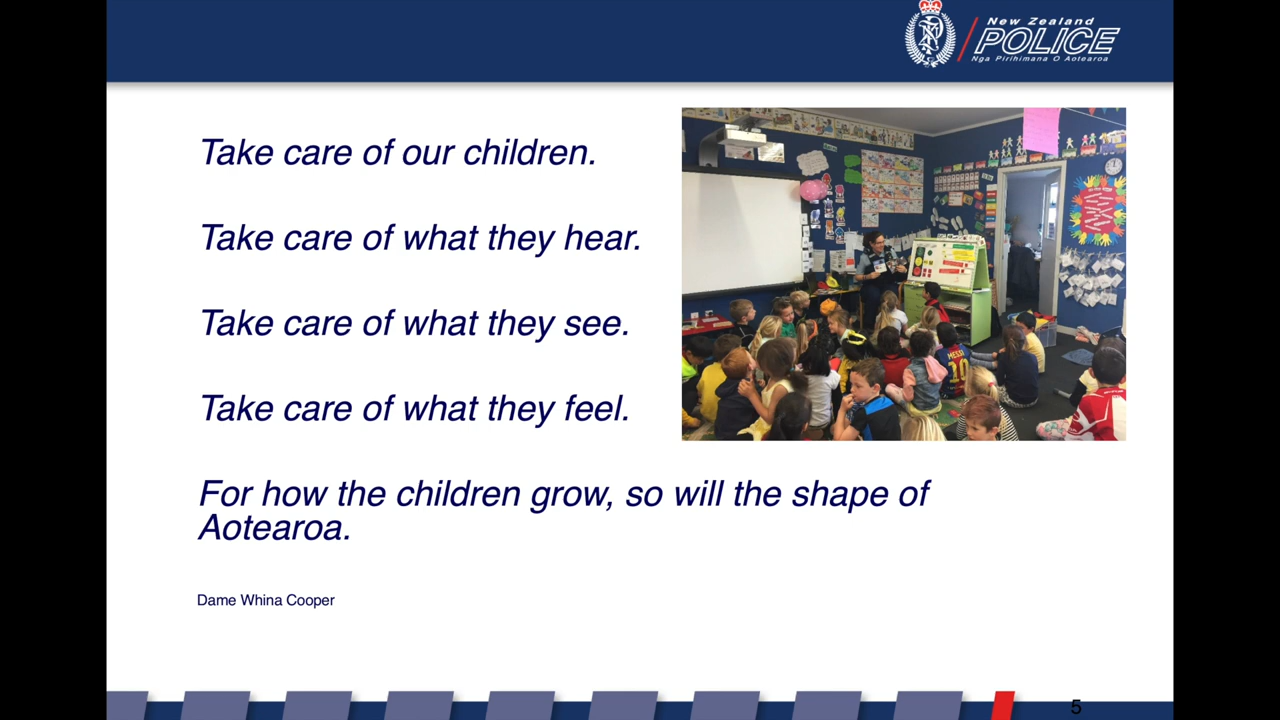 New Zealand
POLICE
Nga Pirihimana O Aotearoa
Take care of our children.
Take care of what they hear.
Take care of what they see.
Take care of what they feel.
For how the children grow, so will the shape of
Aotearoa.
Dame Whina Cooper
MESSI
10
5